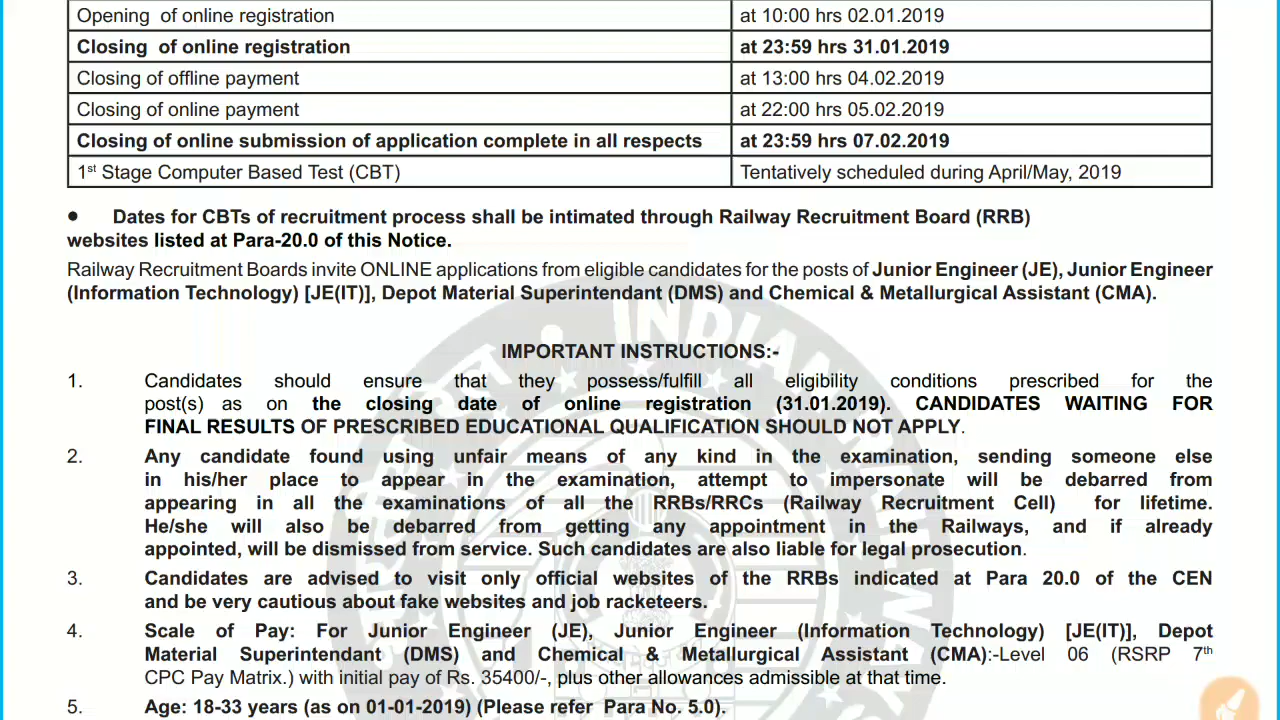 Opening of online registration at 10:00 hrs 02.01.2019
Closing of online registration at 23:59 hrs 31.01.2019
Closing of offline payment at 13:00 hrs 04.02.2019
Closing of online payment at 22:00 hrs 05.02.2019
Closing of online submission of application complete in all respects at 23:59 hrs 07.02.2019
1st Stage Computer Based Test (CBT) Tentatively scheduled during April/May, 2019
● Dates for CBTs of recruitment process shall be intimated through Railway Recruitment Board (RRB)
websites listed at Para-20.0 of this Notice.
Railway Recruitment Boards invite ONLINE applications from eligible candidates for the posts of Junior Engineer (JE), Junior Engineer
(Information Technology) [JE(IT)], Depot Material Superintendant (DMS) and Chemical & Metallurgical Assistant (CMA).
IMPORTANT INSTRUCTIONS:-
1. Candidates should ensure that they possess/fulfill all eligibility conditions prescribed for the
post(s) as on the closing date of online registration (31.01.2019). CANDIDATES WAITING FOR
FINAL RESULTS OF PRESCRIBED EDUCATIONAL QUALIFICATION SHOULD NOT APPLY.
2. Any candidate found using unfair means of any kind in the examination, sending someone else
in his/her place to appear in the examination, attempt to impersonate will be debarred from
appearing in all the examinations of all the RRBs/RRCs (Railway Recruitment Cell) for lifetime.
He/she will also be debarred from getting any appointment in the Railways, and if already
appointed, will be dismissed from service. Such candidates are also liable for legal prosecution.
3. Candidates are advised to visit only official websites of the RRBs indicated at Para 20.0 of the CEN
and be very cautious about fake websites and job racketeers.
4. Scale of Pay: For Junior Engineer (JE), Junior Engineer (Information Technology) [JE(IT)], Depot
Material Superintendant (DMS) and Chemical & Metallurgical Assistant (CMA):-Level 06 (RSRP 7th
CPC Pay Matrix.) with initial pay of Rs. 35400/-, plus other allowances admissible at that time.
5. Age: 18-33 years (as on 01-01-2019) (Please refer Para No. 5.0).